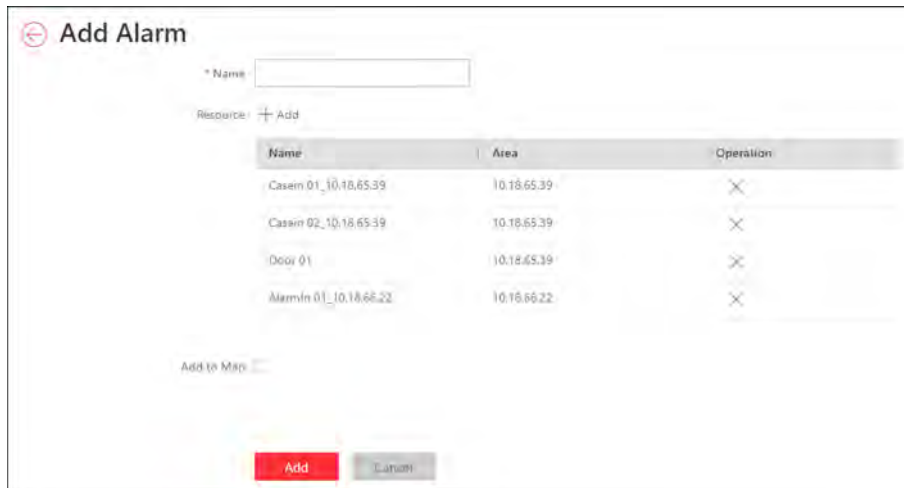 Add Alarm
* Name
Resource + Add
Name Area Operation
Casein 01_10.18.65.39 10.18.65.39
Casein 02_10.18.65.39 10.18.65.39
Door 01 10.18.65.39
AlarmIn 01_10.18.66.22 10.18.66.22
Add to Map
Add Cancel